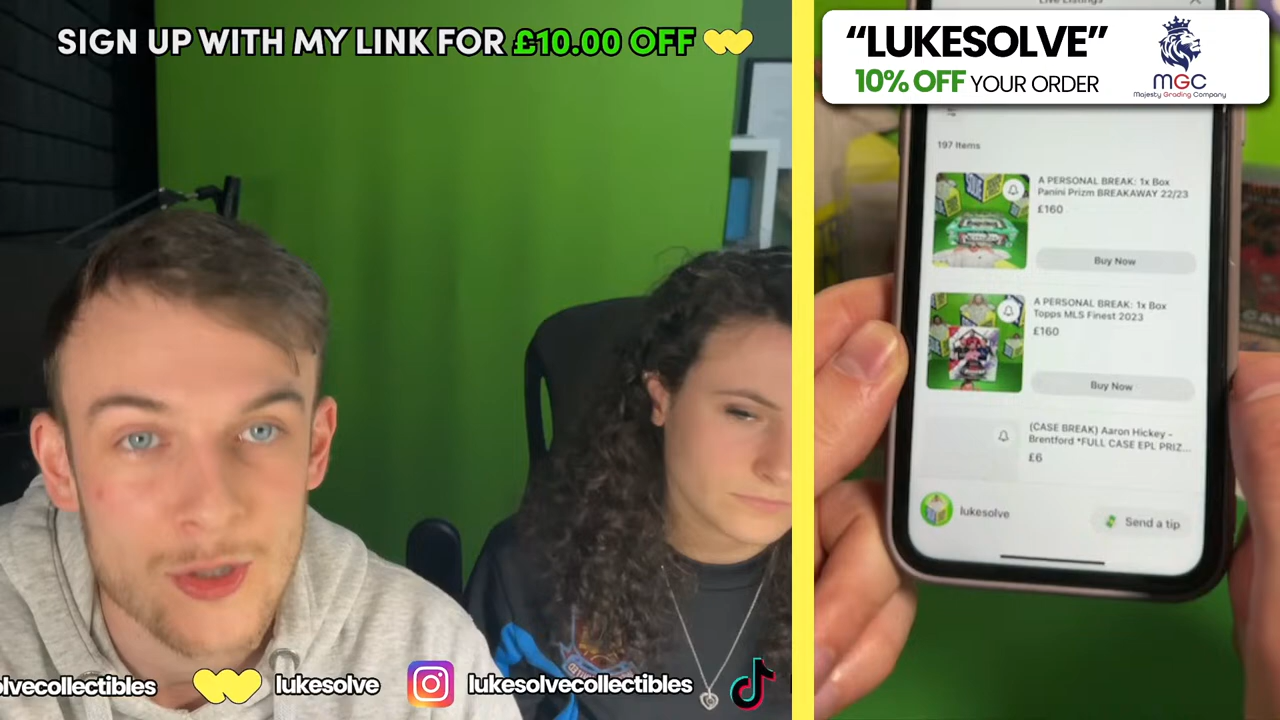 SIGN UP WITH MY LINK FOR £10.00 OFF
lvecollectibles
lukesolve
lukesolvecollectibles
“LUKESOLVE”
10% OFF YOUR ORDER
MGC
Majesty Grading Company
Live Listings
197 Items
A PERSONAL BREAK: 1x Box
Panini Prizm BREAKAWAY 22/23
£160
Buy Now
A PERSONAL BREAK: 1x Box
Topps MLS Finest 2023
£160
Buy Now
(CASE BREAK) Aaron Hickey -
Brentford *FULL CASE EPL PRIZ...
£6
lukesolve
Send a tip